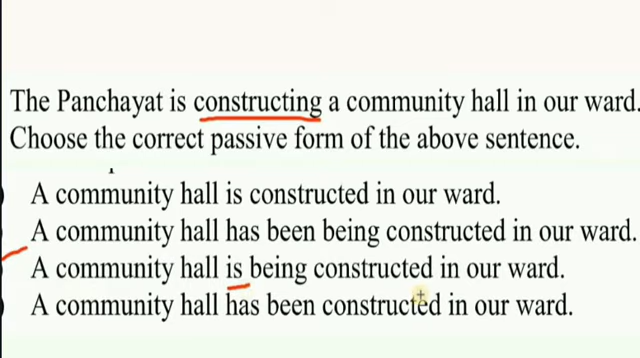 The Panchayat is constructing a community hall in our ward.
Choose the correct passive form of the above sentence.
A community hall is constructed in our ward.
A community hall has been being constructed in our ward.
A community hall is being constructed in our ward.
A community hall has been constructed in our ward.